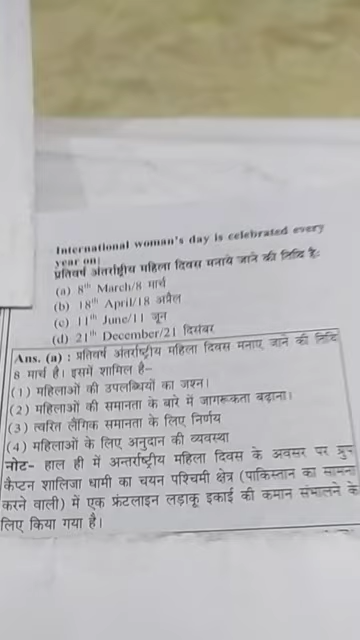 International woman's day is celebrated every
year on:
प्रतिवर्ष अंतर्राष्ट्रीय महिला दिवस मनाये जाने की तिथि है:
(a) 8th March/8 मार्च
(b) 18th April/18 अप्रैल
(c) 11th June/11 जून
(d) 21th December/21 दिसंबर
Ans. (a) : प्रतिवर्ष अंतर्राष्ट्रीय महिला दिवस मनाए जाने की तिथि
8 मार्च है। इसमें शामिल है–
(1) महिलाओं की उपलब्धियों का जश्न।
(2) महिलाओं की समानता के बारे में जागरूकता बढ़ाना।
(3) त्वरित लैंगिक समानता के लिए निर्णय
(4) महिलाओं के लिए अनुदान की व्यवस्था
नोट– हाल ही में अन्तर्राष्ट्रीय महिला दिवस के अवसर पर ग्रुप
कैप्टन शालिजा धामी का चयन पश्चिमी क्षेत्र (पाकिस्तान का सामना
करने वाली) में एक फ्रंटलाइन लड़ाकू इकाई की कमान संभालने के
लिए किया गया है।